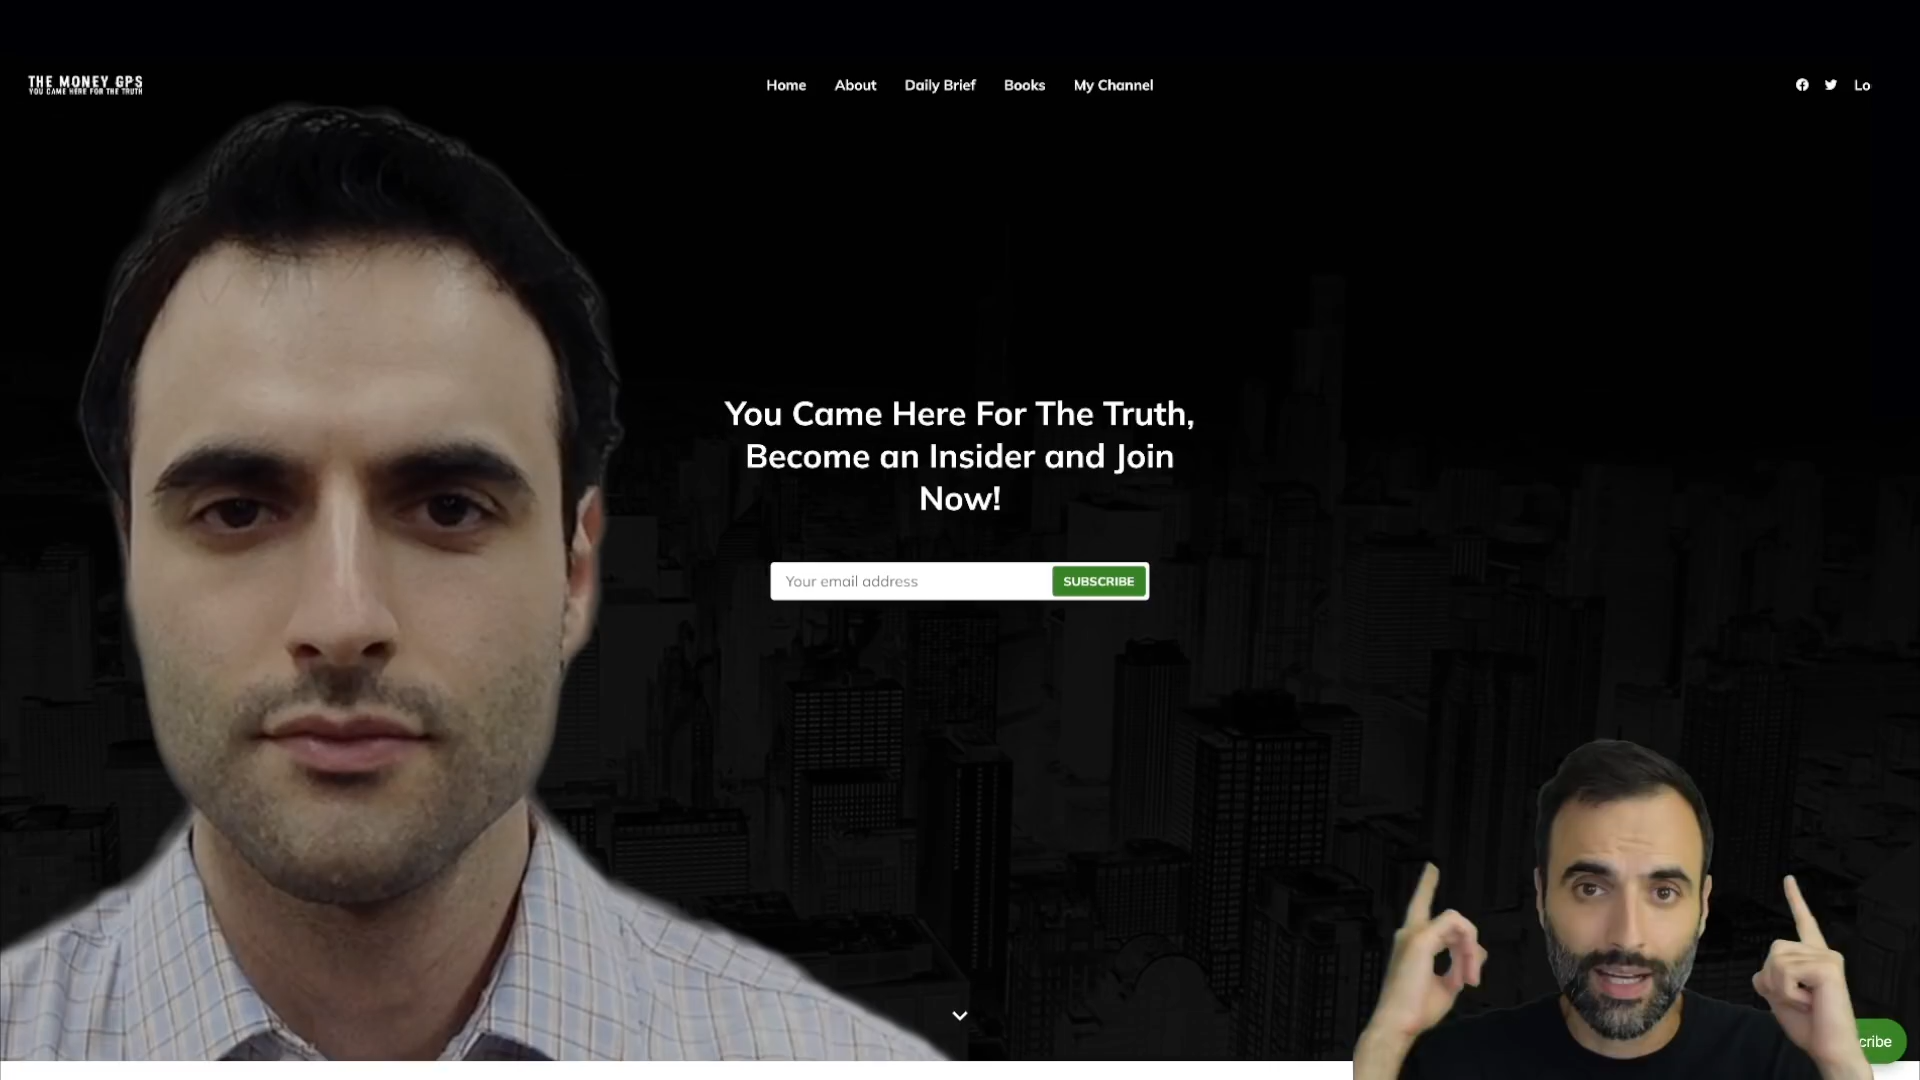 THE MONEY GPS
YOU CAME HERE FOR THE TRUTH
Home
About
Daily Brief
Books
My Channel
Lo
You Came Here For The Truth,
Become an Insider and Join
Now!
Your email address
SUBSCRIBE
cribe